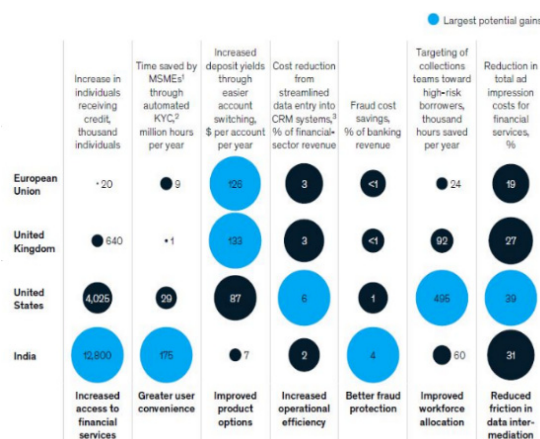 Largest potential gains
Increase in
individuals
receiving
credit,
thousand
individuals
Time saved by
MSMEs¹
through
automated
KYC,²
million hours
per year
Increased
deposit yields
through
easier
account
switching,
$ per account
per year
Cost reduction
from
streamlined
data entry into
CRM systems,³
% of financial-
sector revenue
Fraud cost
savings,
% of banking
revenue
Targeting of
collections
teams toward
high-risk
borrowers,
thousand
hours saved
per year
Reduction in
total ad
impression
costs for
financial
services,
%
European
Union
20
9
126
3
<1
24
19
United
Kingdom
640
1
133
3
<1
92
27
United
States
4,025
29
87
6
1
495
39
India
12,800
175
7
2
4
60
31
Increased
access to
financial
services
Greater user
convenience
Improved
product
options
Increased
operational
efficiency
Better fraud
protection
Improved
workforce
allocation
Reduced
friction in
data inter-
mediation